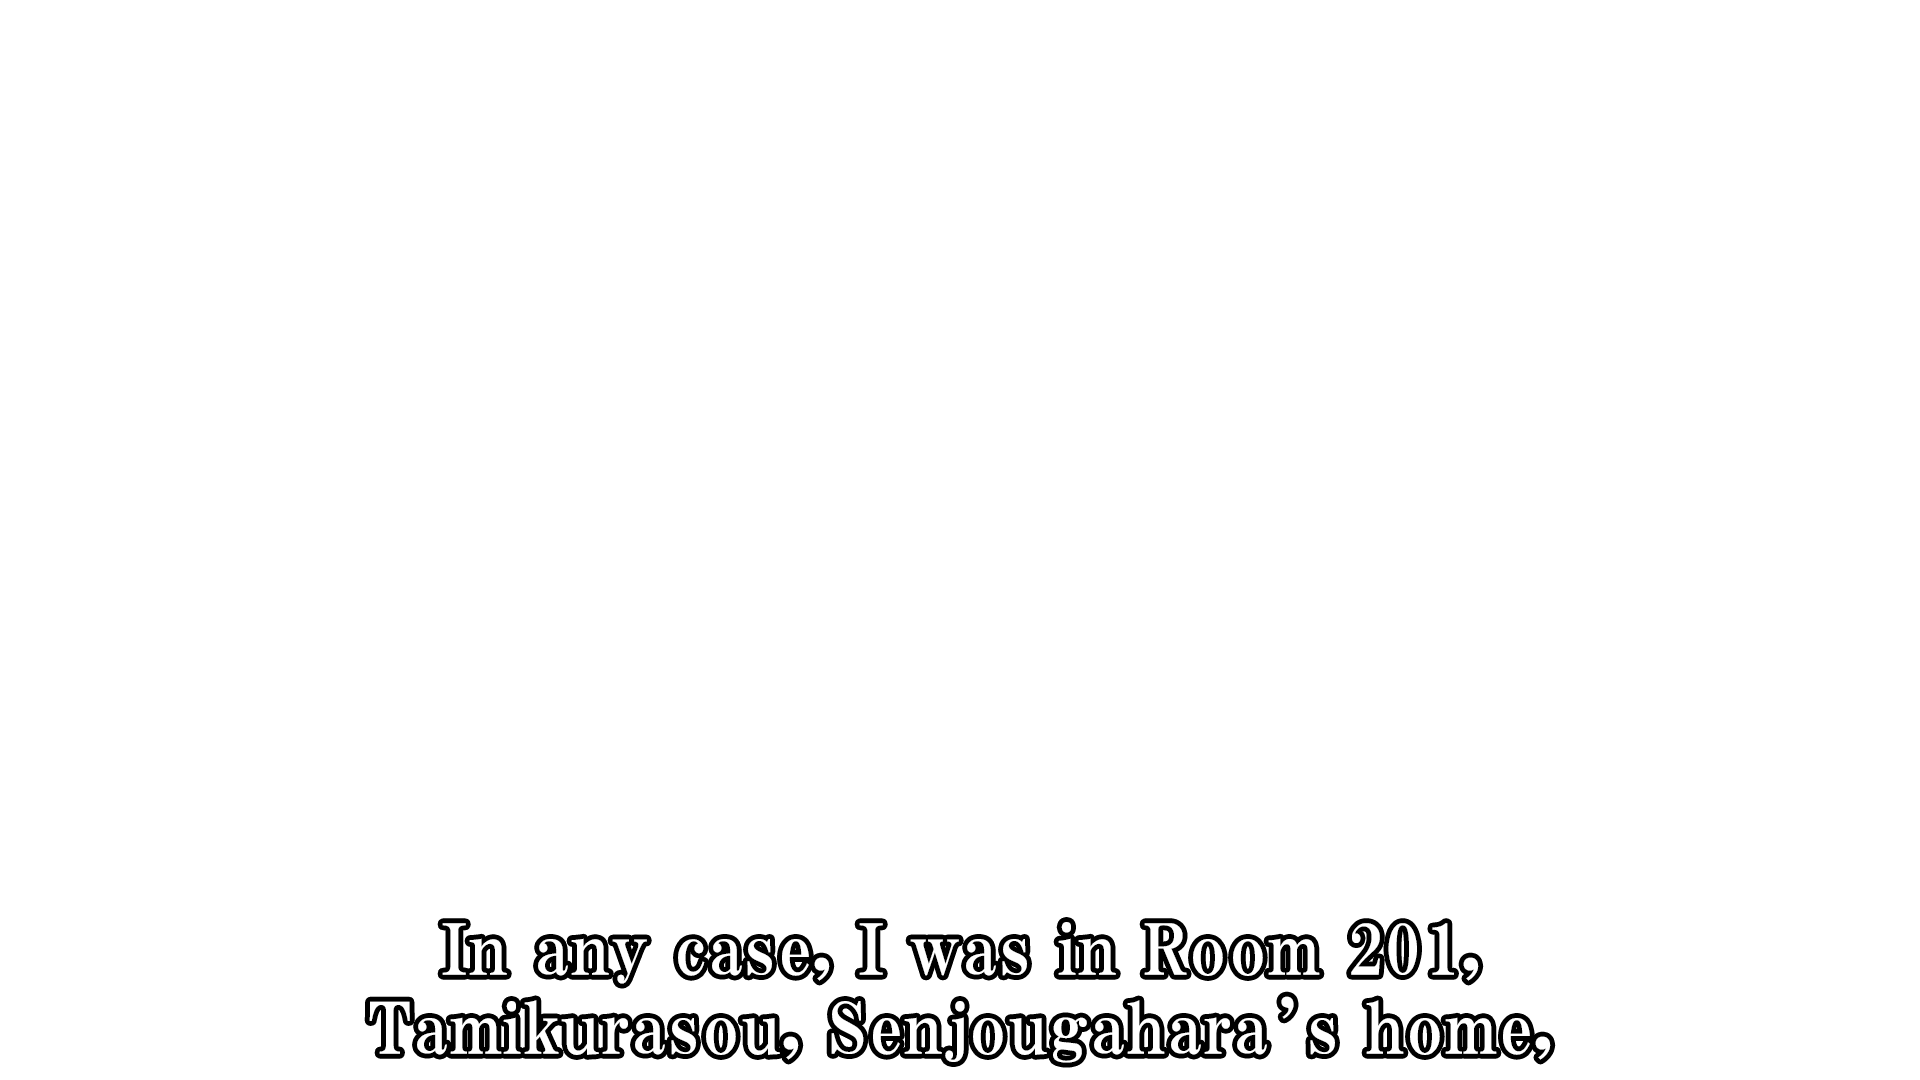 In any case, I was in Room 201,
Tamikurasou, Senjougahara’s home,